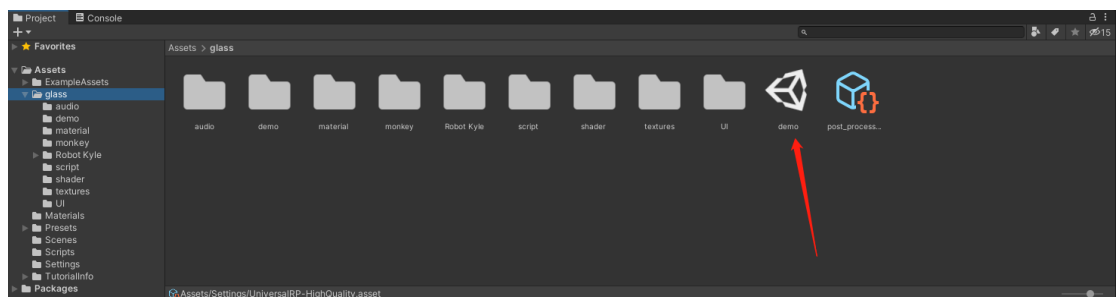 Project Console
15
Favorites
Assets > glass
Assets
ExampleAssets
glass
audio
demo
material
monkey
Robot Kyle
script
shader
textures
UI
Materials
Presets
Scenes
Scripts
Settings
TutorialInfo
Packages
audio demo material monkey Robot Kyle script shader textures UI demo post_process...
Assets/Settings/UniversalRP-HighQuality.asset